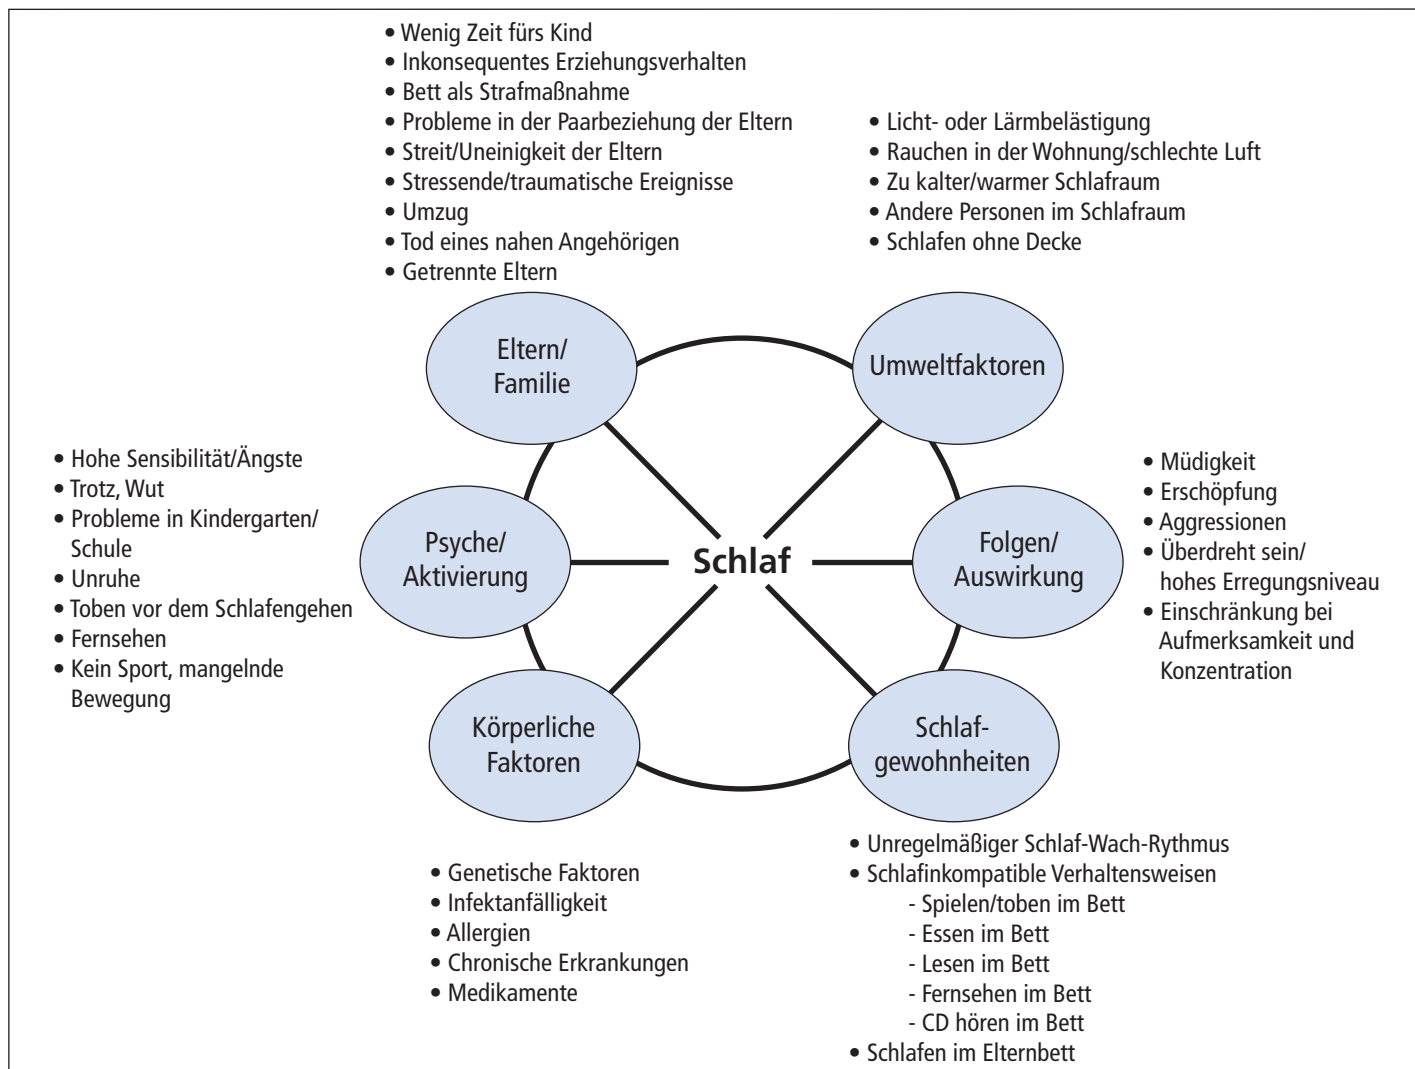 • Wenig Zeit fürs Kind
• Inkonsequentes Erziehungsverhalten
• Bett als Strafmaßnahme
• Probleme in der Paarbeziehung der Eltern
• Streit/Uneinigkeit der Eltern
• Stressende/traumatische Ereignisse
• Umzug
• Tod eines nahen Angehörigen
• Getrennte Eltern
• Licht- oder Lärmbelästigung
• Rauchen in der Wohnung/schlechte Luft
• Zu kalter/warmer Schlafraum
• Andere Personen im Schlafraum
• Schlafen ohne Decke
Eltern/
Familie
Umweltfaktoren
• Hohe Sensibilität/Ängste
• Trotz, Wut
• Probleme in Kindergarten/
Schule
• Unruhe
• Toben vor dem Schlafengehen
• Fernsehen
• Kein Sport, mangelnde
Bewegung
Psyche/
Aktivierung
Schlaf
Folgen/
Auswirkung
• Müdigkeit
• Erschöpfung
• Aggressionen
• Überdreht sein/
hohes Erregungsniveau
• Einschränkung bei
Aufmerksamkeit und
Konzentration
Körperliche
Faktoren
Schlaf-
gewohnheiten
• Genetische Faktoren
• Infektanfälligkeit
• Allergien
• Chronische Erkrankungen
• Medikamente
• Unregelmäßiger Schlaf-Wach-Rythmus
• Schlafinkompatible Verhaltensweisen
- Spielen/toben im Bett
- Essen im Bett
- Lesen im Bett
- Fernsehen im Bett
- CD hören im Bett
• Schlafen im Elternbett